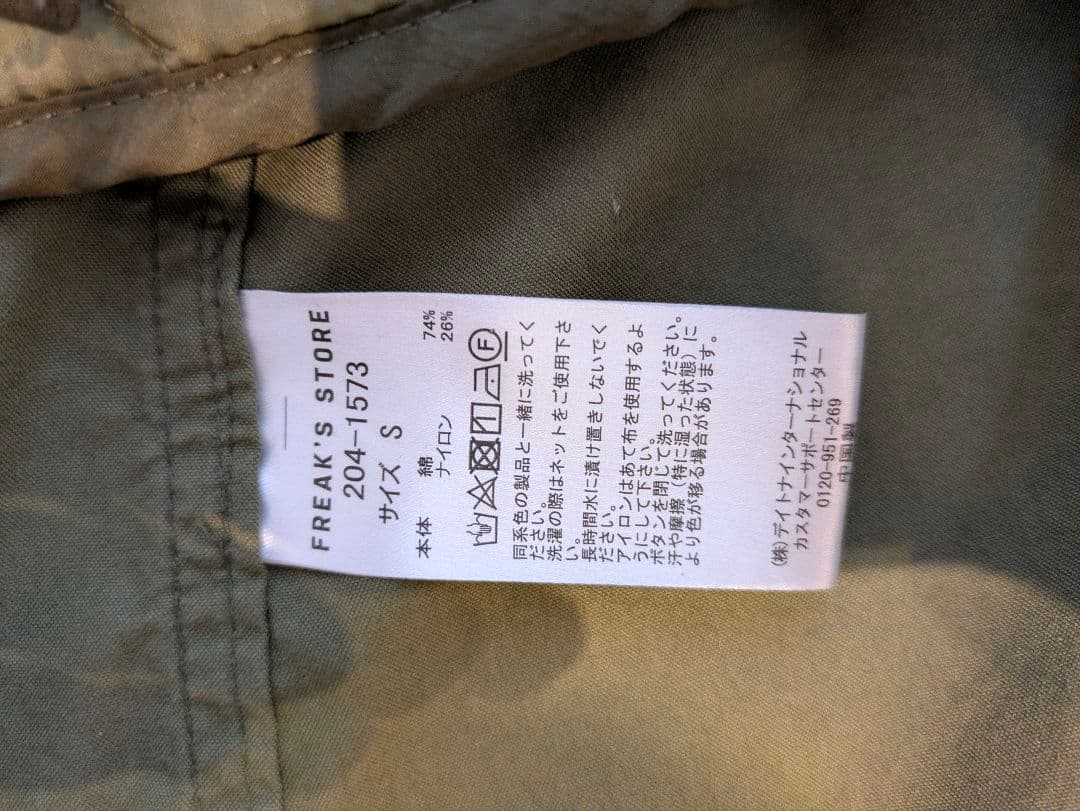 FREAK'S STORE
204-1573
サイズ S
本体 綿 74%
ナイロン 26%
F
同系色の製品と一緒に洗ってく
ださい。
洗濯の際はネットをご使用下さ
い。
長時間水に漬け置きしないでく
ださい。
アイロンはあて布を使用するよ
うにして下さい。
ボタンを閉じて洗ってください。
汗や摩擦(特に湿った状態)に
より色が移る場合があります。
(株)デイトナインターナショナル
カスタマーサポートセンター
0120-951-269
中国製